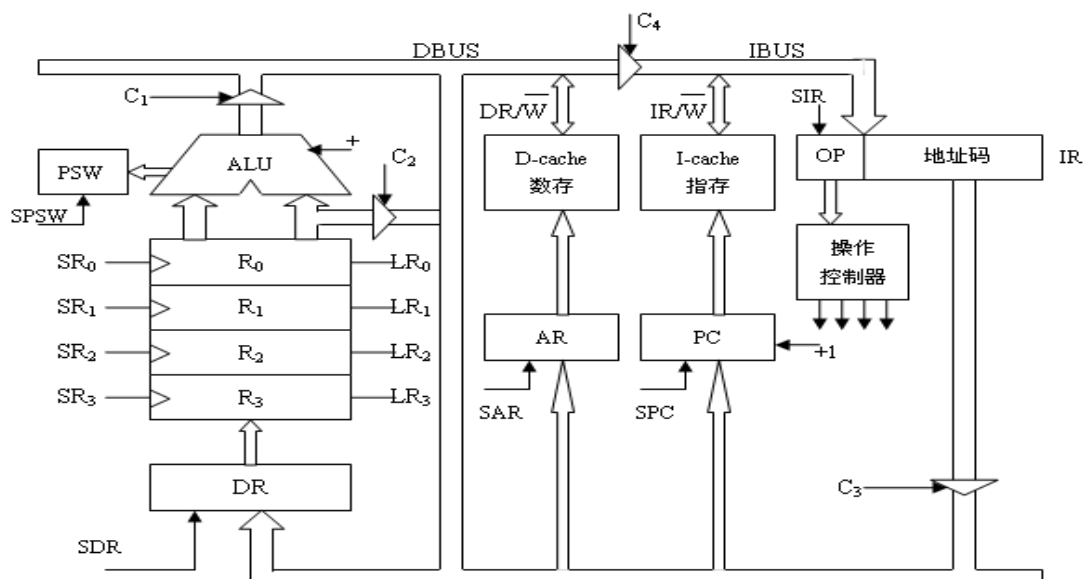 C₄
DBUS
IBUS
C₁
DR/W̅
IR/W̅
SIR
ALU
+
PSW
SPSW
C₂
D-cache
数存
I-cache
指存
OP
地址码
IR
操作
控制器
SR₀
R₀
LR₀
SR₁
R₁
LR₁
SR₂
R₂
LR₂
SR₃
R₃
LR₃
AR
PC
+1
SAR
SPC
DR
C₃
SDR